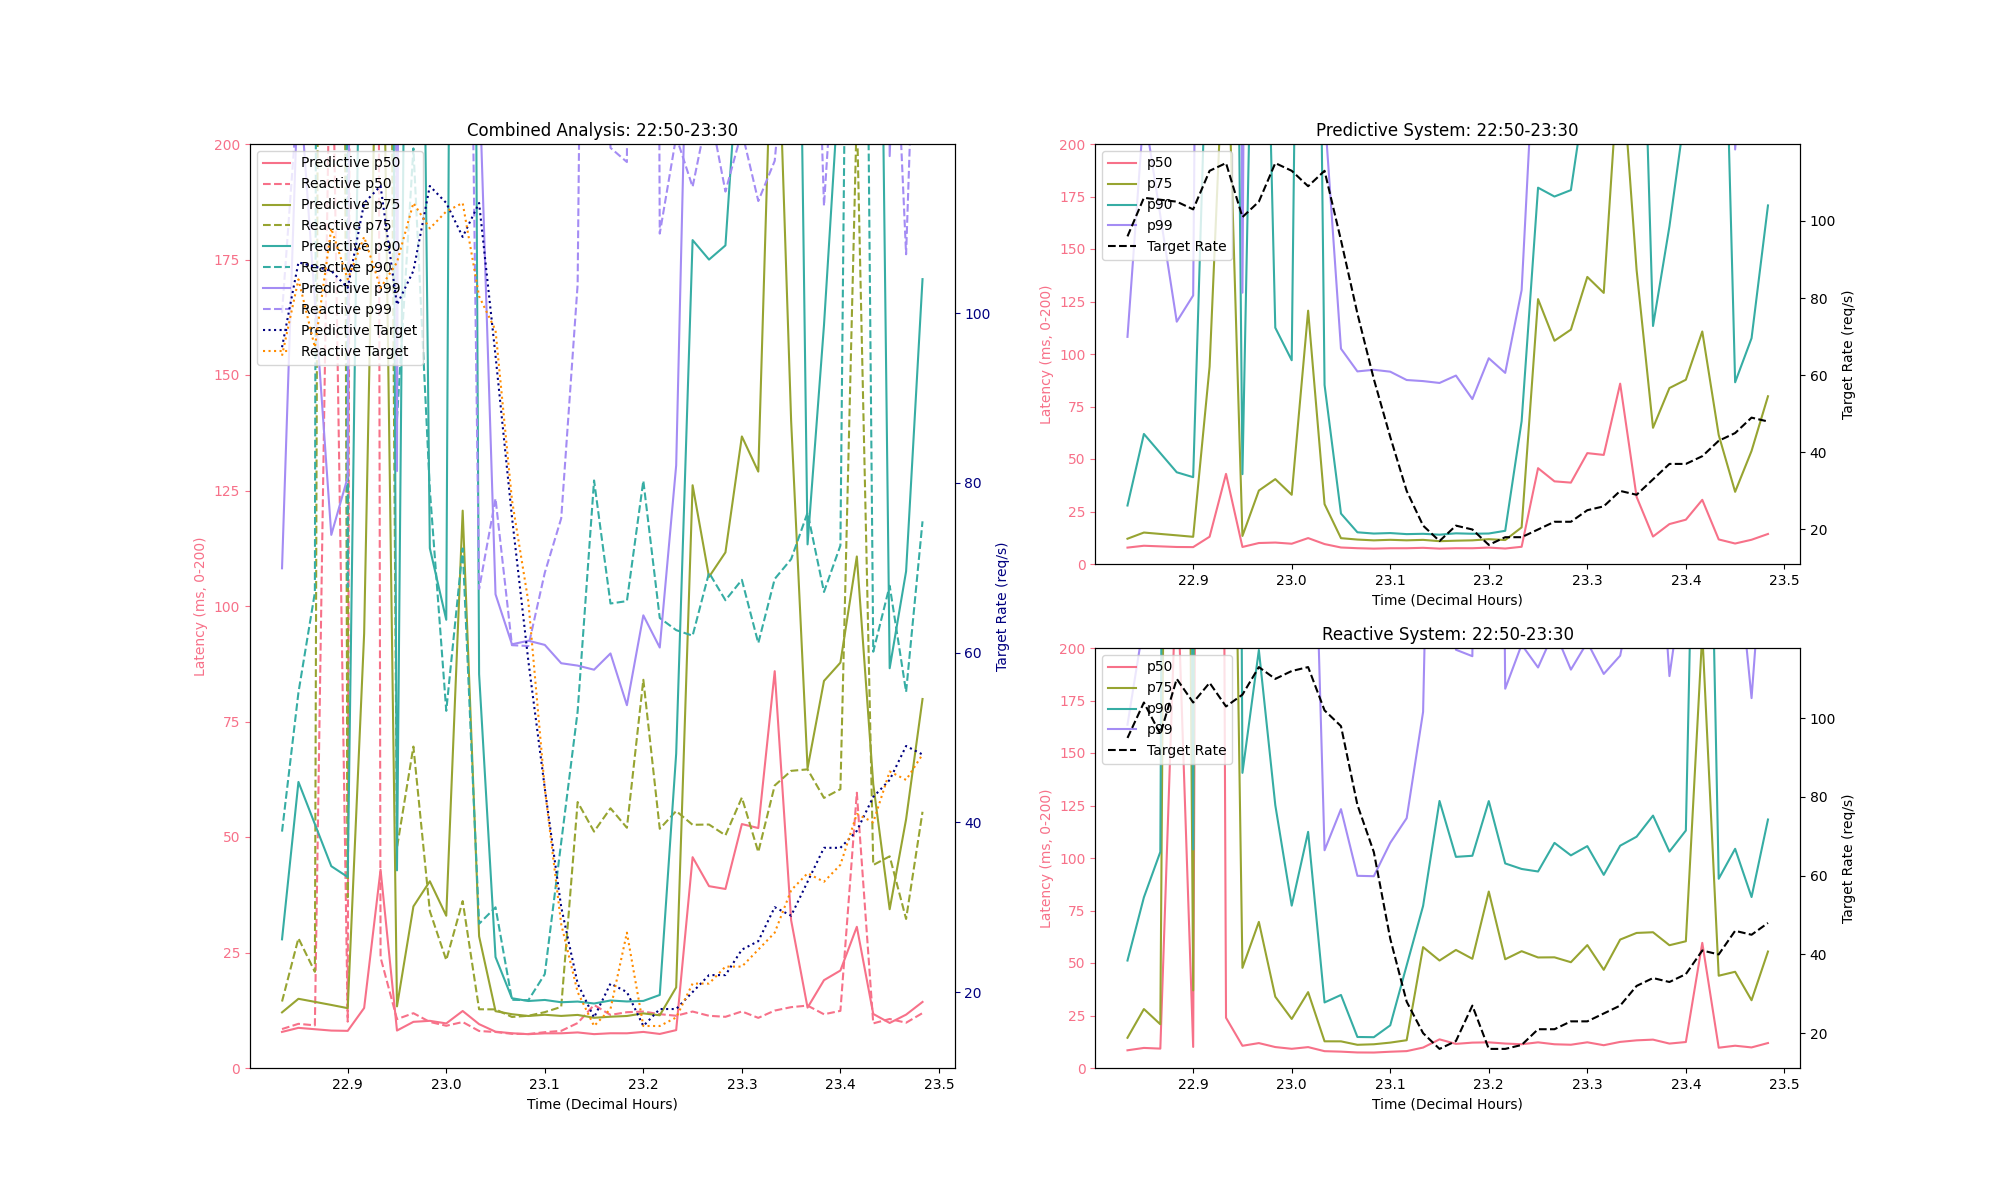 Combined Analysis: 22:50-23:30
Latency (ms, 0-200)
200
175
150
125
100
75
50
25
0
Predictive p50
Reactive p50
Predictive p75
Reactive p75
Predictive p90
Reactive p90
Predictive p99
Reactive p99
Predictive Target
Reactive Target
100
80
60
40
20
Target Rate (req/s)
22.9 23.0 23.1 23.2 23.3 23.4 23.5
Time (Decimal Hours)
Predictive System: 22:50-23:30
Latency (ms, 0-200)
200
175
150
125
100
75
50
25
0
p50
p75
p90
p99
Target Rate
100
80
60
40
20
Target Rate (req/s)
22.9 23.0 23.1 23.2 23.3 23.4 23.5
Time (Decimal Hours)
Reactive System: 22:50-23:30
Latency (ms, 0-200)
200
175
150
125
100
75
50
25
0
p50
p75
p90
p99
Target Rate
100
80
60
40
20
Target Rate (req/s)
22.9 23.0 23.1 23.2 23.3 23.4 23.5
Time (Decimal Hours)